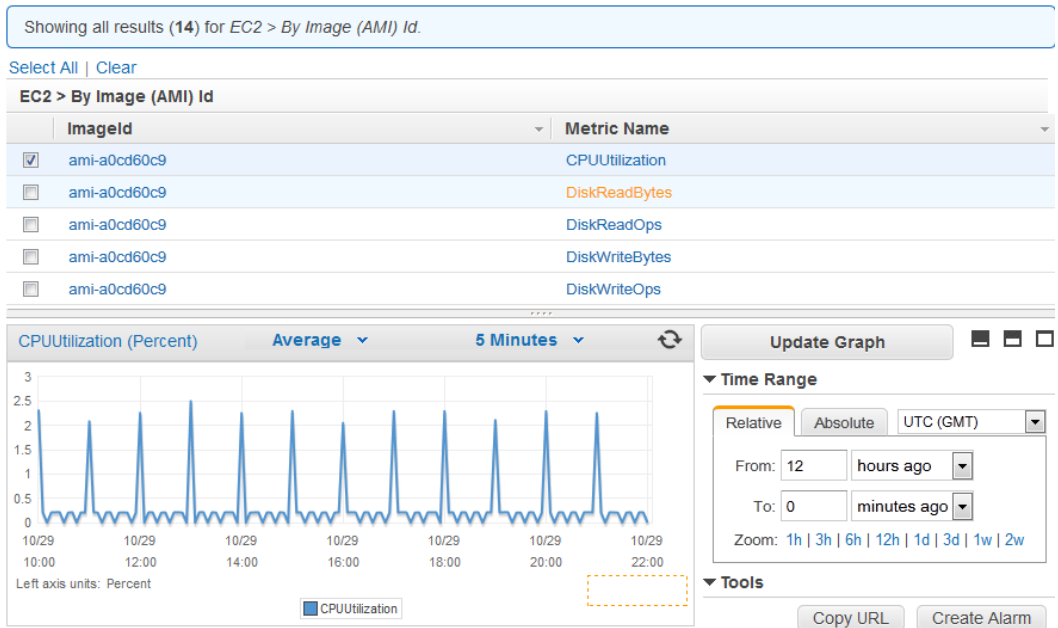 Showing all results (14) for EC2 > By Image (AMI) Id.
Select All | Clear
EC2 > By Image (AMI) Id
ImageId Metric Name
ami-a0cd60c9 CPUUtilization
ami-a0cd60c9 DiskReadBytes
ami-a0cd60c9 DiskReadOps
ami-a0cd60c9 DiskWriteBytes
ami-a0cd60c9 DiskWriteOps
CPUUtilization (Percent) Average 5 Minutes
3
2.5
2
1.5
1
0.5
0
10/29 10/29 10/29 10/29 10/29 10/29 10/29
10:00 12:00 14:00 16:00 18:00 20:00 22:00
Left axis units: Percent
CPUUtilization
Update Graph
Time Range
Relative Absolute UTC (GMT)
From: 12 hours ago
To: 0 minutes ago
Zoom: 1h | 3h | 6h | 12h | 1d | 3d | 1w | 2w
Tools
Copy URL Create Alarm